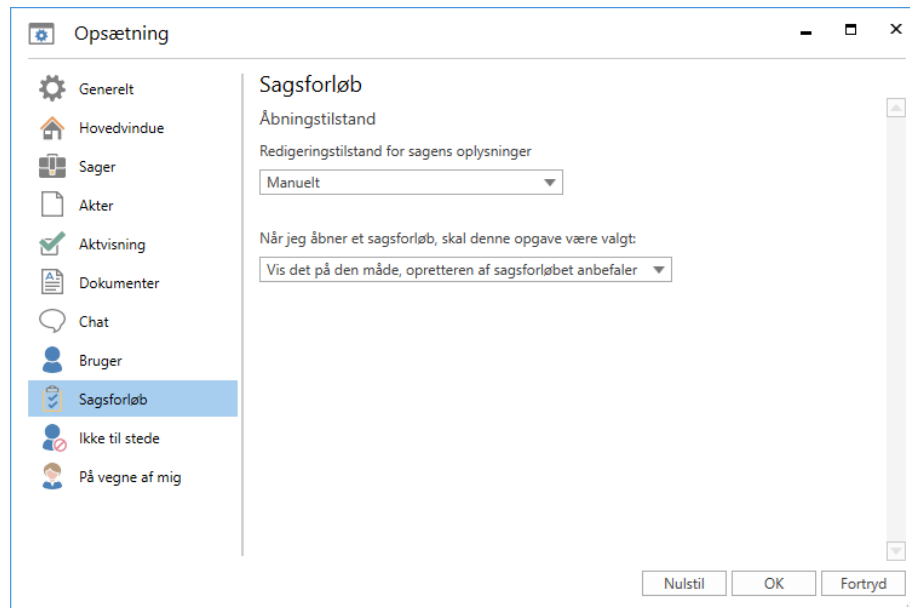 Opsætning
Generelt
Hovedvindue
Sager
Akter
Aktvisning
Dokumenter
Chat
Bruger
Sagsforløb
Ikke til stede
På vegne af mig
Sagsforløb
Åbningstilstand
Redigeringstilstand for sagens oplysninger
Manuelt
Når jeg åbner et sagsforløb, skal denne opgave være valgt:
Vis det på den måde, opretteren af sagsforløbet anbefaler
Nulstil
OK
Fortryd